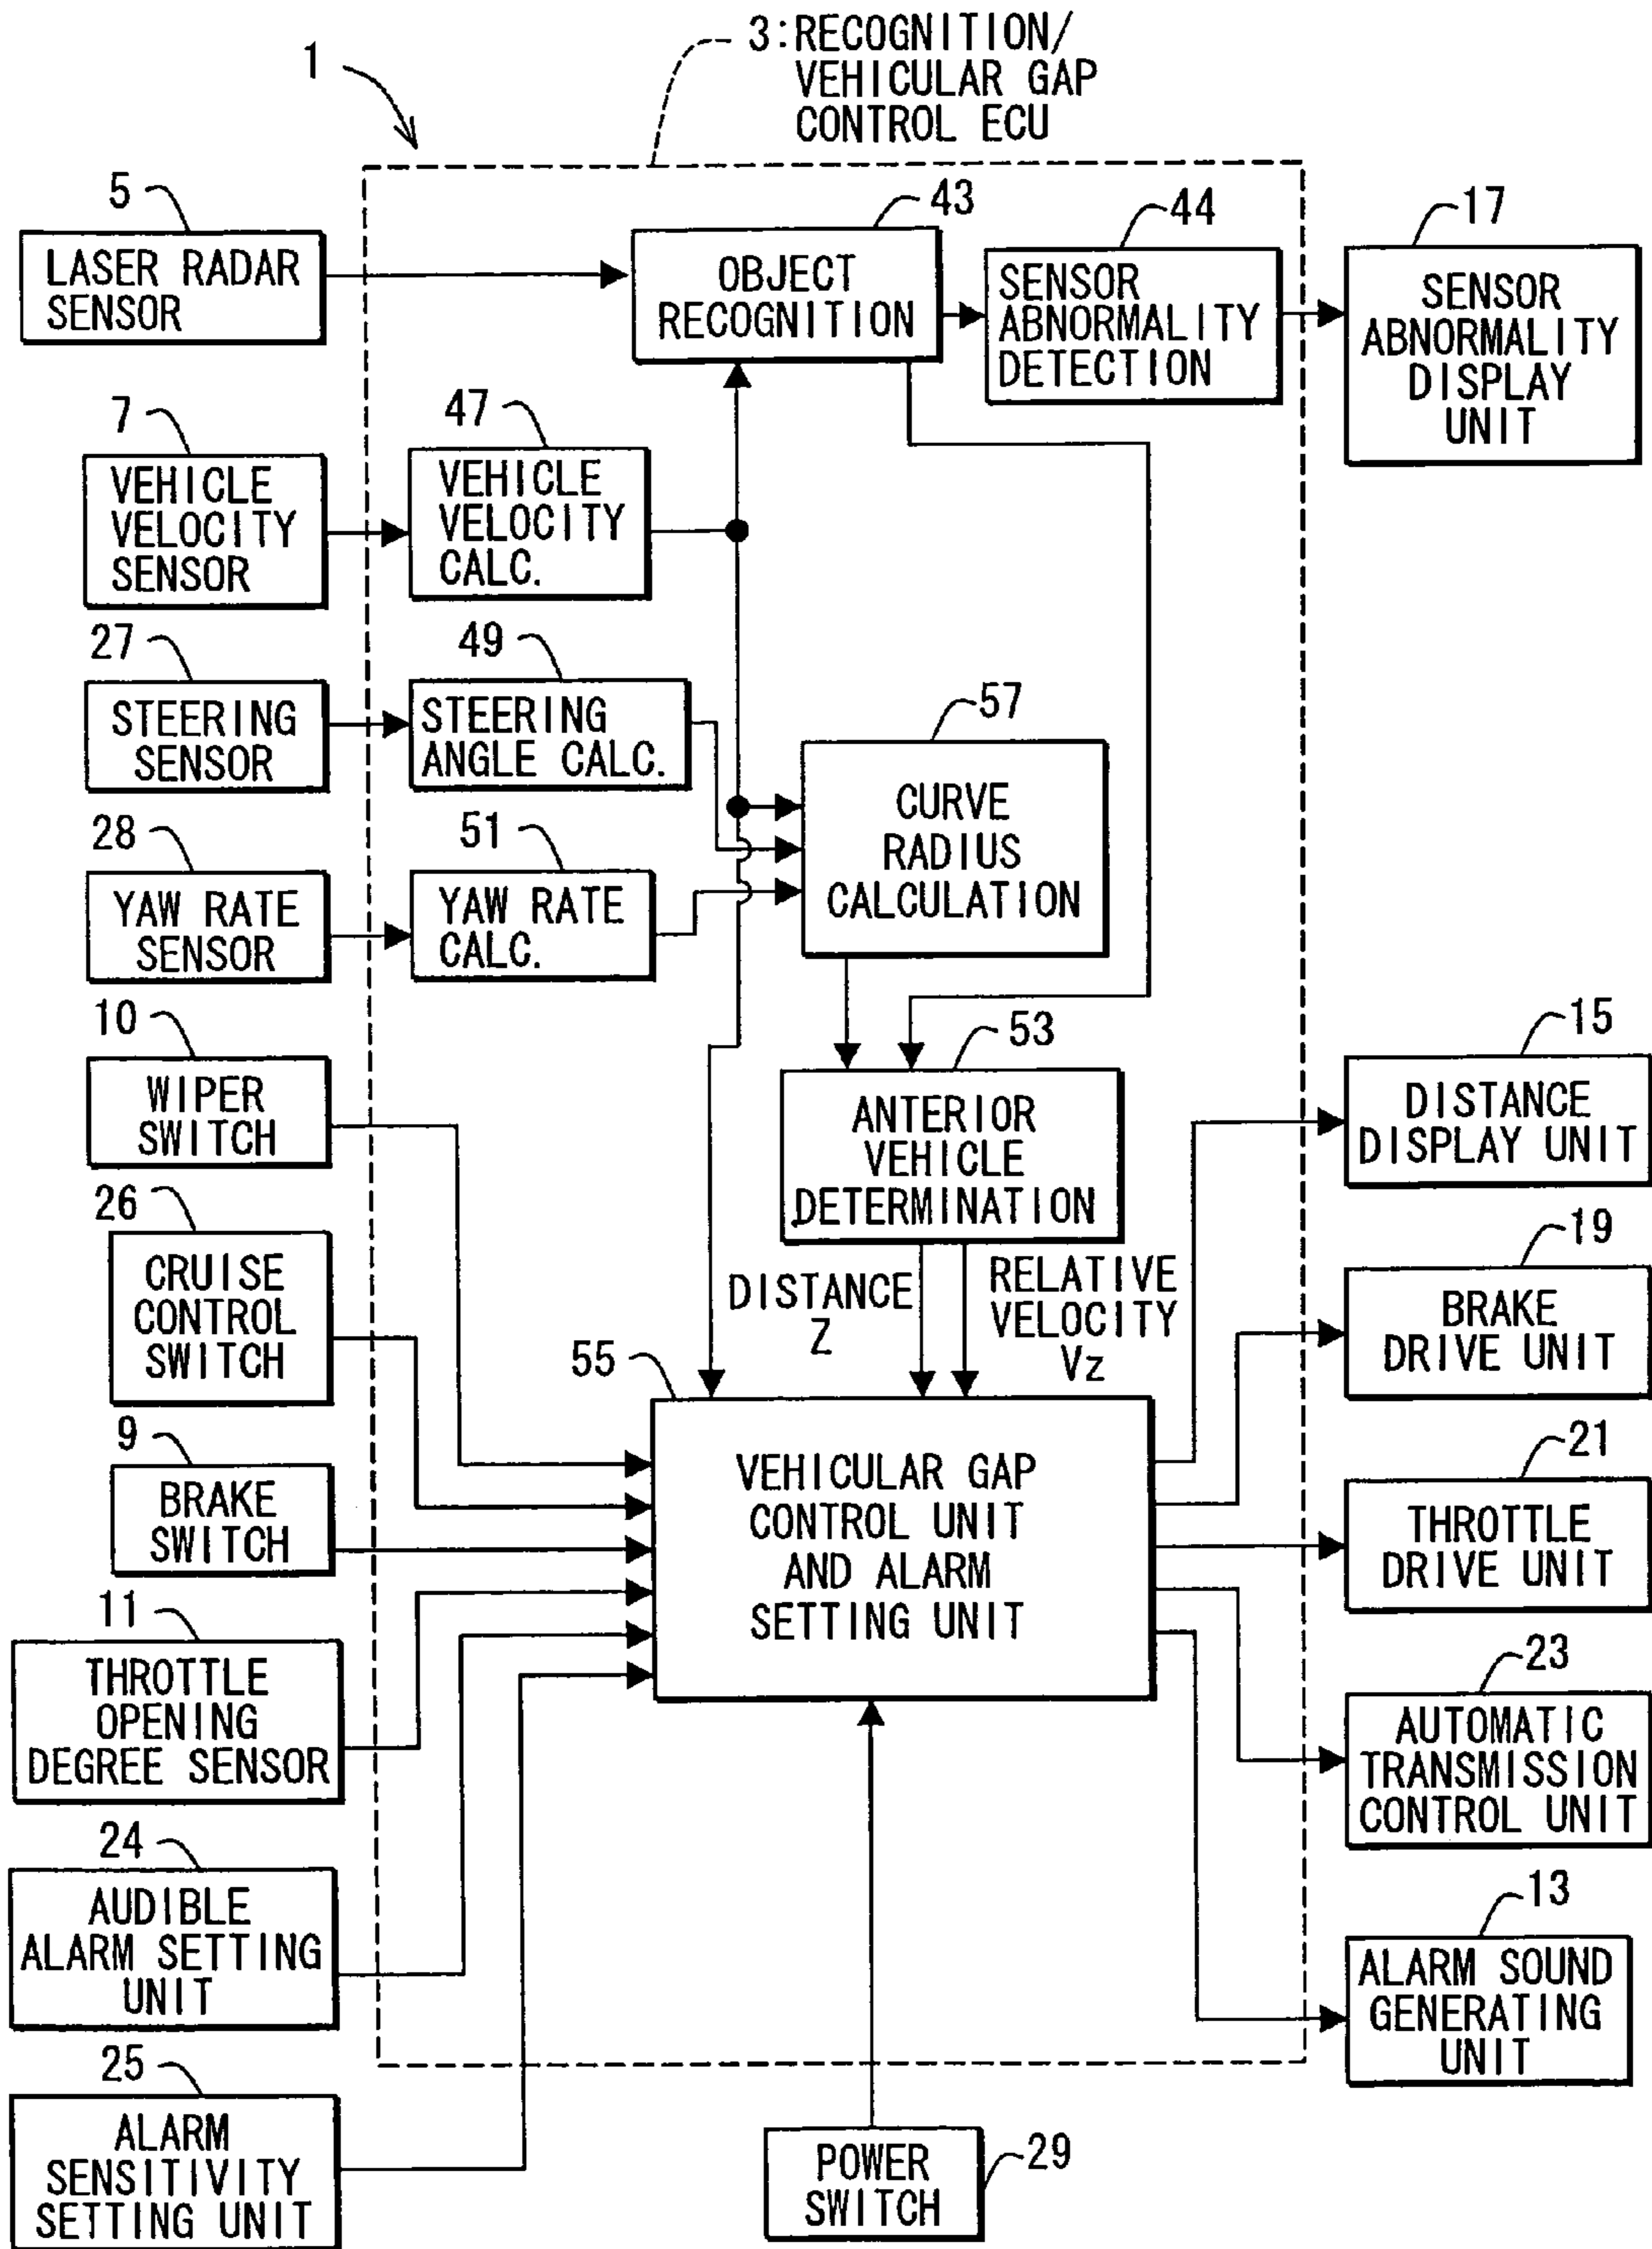 1
3:RECOGNITION/
VEHICULAR GAP
CONTROL ECU
5
LASER RADAR
SENSOR
43
OBJECT
RECOGNITION
44
SENSOR
ABNORMALITY
DETECTION
17
SENSOR
ABNORMALITY
DISPLAY
UNIT
7
VEHICLE
VELOCITY
SENSOR
47
VEHICLE
VELOCITY
CALC.
27
STEERING
SENSOR
49
STEERING
ANGLE CALC.
57
CURVE
RADIUS
CALCULATION
28
YAW RATE
SENSOR
51
YAW RATE
CALC.
10
WIPER
SWITCH
53
ANTERIOR
VEHICLE
DETERMINATION
15
DISTANCE
DISPLAY UNIT
26
CRUISE
CONTROL
SWITCH
DISTANCE
Z
RELATIVE
VELOCITY
Vz
19
BRAKE
DRIVE UNIT
9
BRAKE
SWITCH
55
VEHICULAR GAP
CONTROL UNIT
AND ALARM
SETTING UNIT
21
THROTTLE
DRIVE UNIT
11
THROTTLE
OPENING
DEGREE SENSOR
23
AUTOMATIC
TRANSMISSION
CONTROL UNIT
24
AUDIBLE
ALARM SETTING
UNIT
13
ALARM SOUND
GENERATING
UNIT
25
ALARM
SENSITIVITY
SETTING UNIT
POWER
SWITCH
29